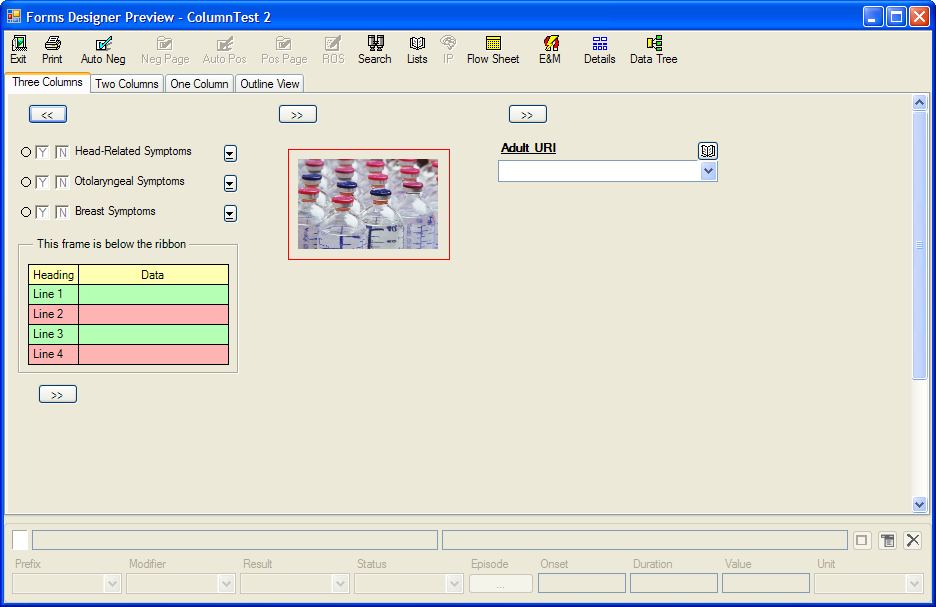 Forms Designer Preview - ColumnTest 2
Exit Print Auto Neg Neg Page Auto Pos Pos Page ROS Search Lists IP Flow Sheet E&M Details Data Tree
Three Columns Two Columns One Column Outline View
<< >> >>
Y N Head-Related Symptoms
Adult URI
Y N Otolaryngeal Symptoms
Y N Breast Symptoms
This frame is below the ribbon
Heading Data
Line 1
Line 2
Line 3
Line 4
>>
Prefix Modifier Result Status Episode Onset Duration Value Unit
...